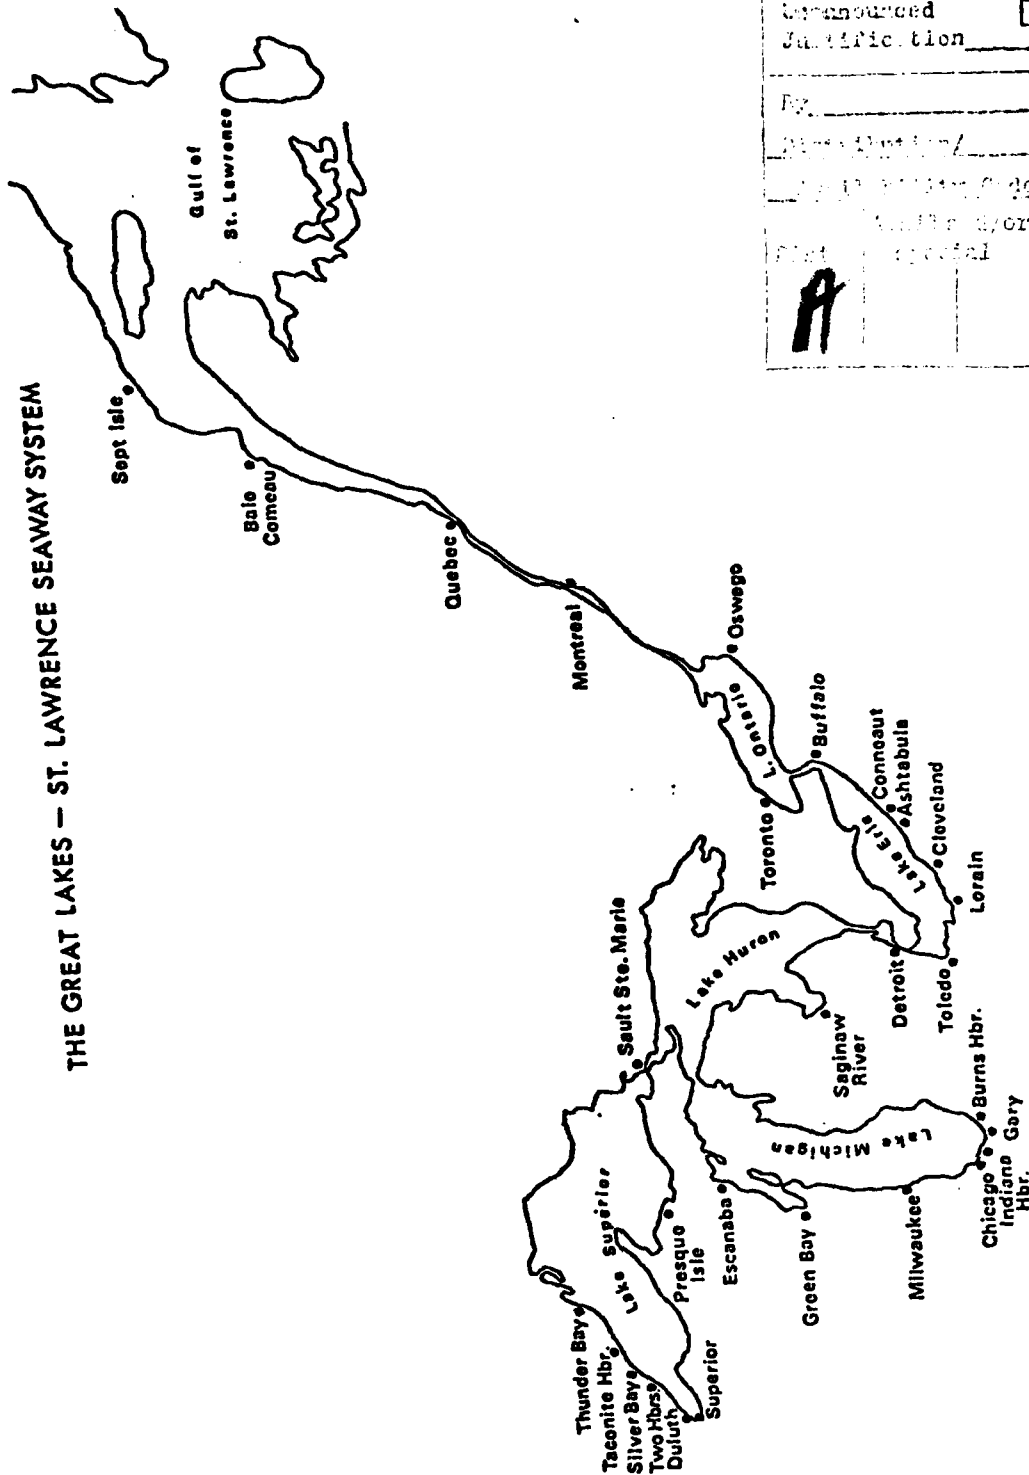 THE GREAT LAKES — ST. LAWRENCE SEAWAY SYSTEM
Gulf of
St. Lawrence
Sept Isle
Baie
Comeau
Quebec
Montreal
Oswego
L. Ontario
Toronto
Buffalo
Lake Erie
Conneaut
Ashtabula
Cleveland
Lorain
Toledo
Detroit
Lake Huron
Saginaw
River
Sault Ste. Marie
Lake Superior
Thunder Bay
Taconite Hbr.
Silver Bay
Two Hbrs.
Duluth
Superior
Presque
Isle
Escanaba
Green Bay
Lake Michigan
Milwaukee
Chicago
Indiana
Hbr.
Gary
Burns Hbr.
Unannounced
Justification
By
Distribution/
special
A